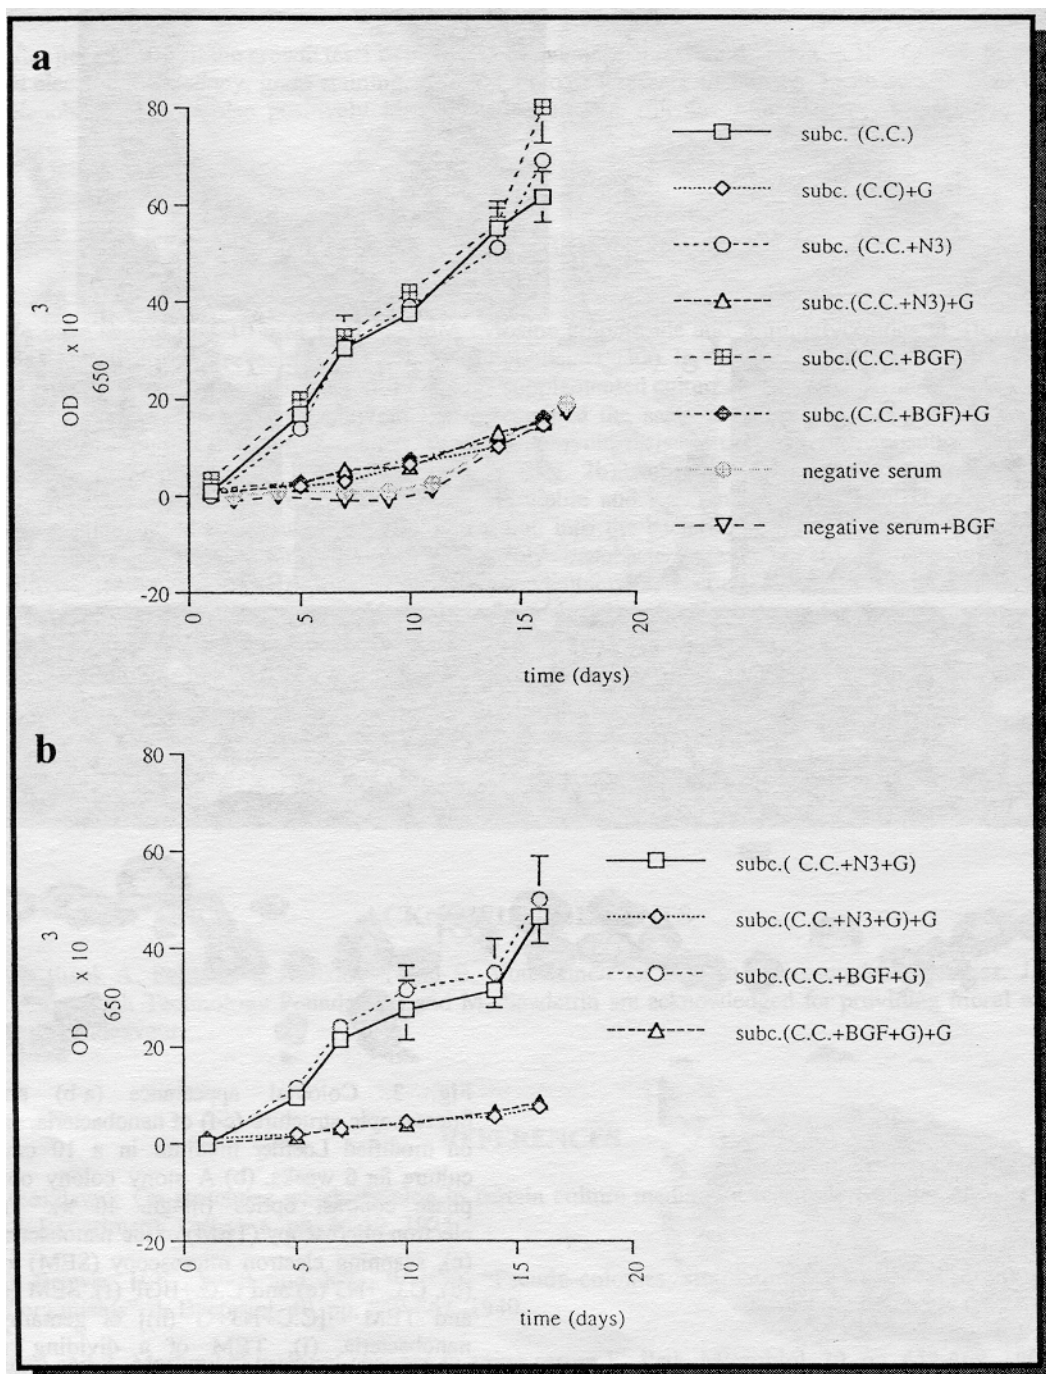 a
80
60
40
20
0
-20
0
5
10
15
20
time (days)
OD 650 x 10 3
subc. (C.C.)
subc. (C.C)+G
subc. (C.C.+N3)
subc.(C.C.+N3)+G
subc.(C.C.+BGF)
subc.(C.C.+BGF)+G
negative serum
negative serum+BGF
b
80
60
40
20
0
-20
0
5
10
15
20
time (days)
OD 650 x 10 3
subc.( C.C.+N3+G)
subc.(C.C.+N3+G)+G
subc.(C.C.+BGF+G)
subc.(C.C.+BGF+G)+G